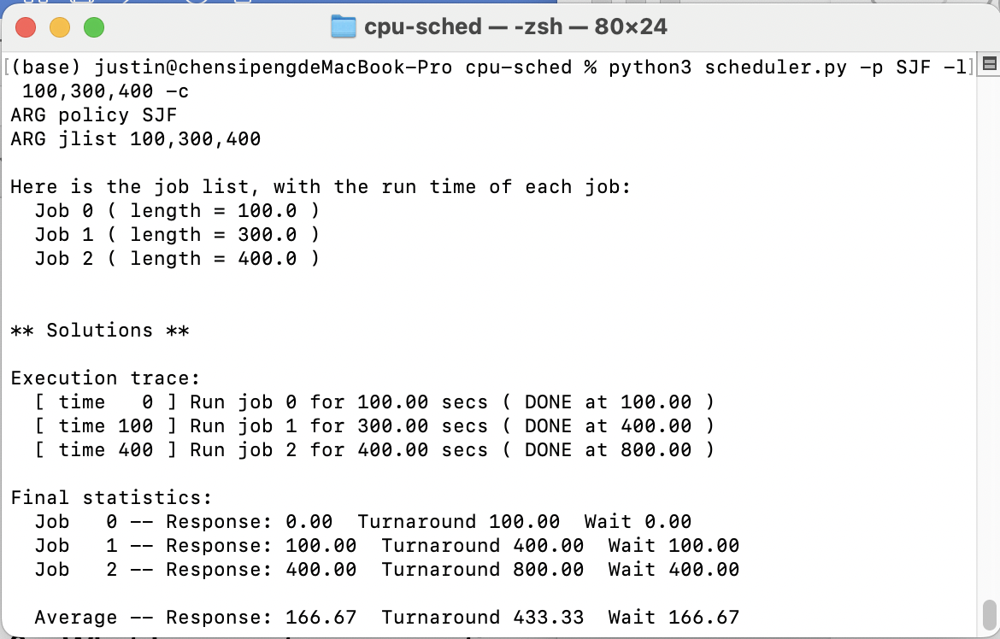 cpu-sched — -zsh — 80×24
[(base) justin@chensipengdeMacBook-Pro cpu-sched % python3 scheduler.py -p SJF -l]
100,300,400 -c
ARG policy SJF
ARG jlist 100,300,400
Here is the job list, with the run time of each job:
Job 0 ( length = 100.0 )
Job 1 ( length = 300.0 )
Job 2 ( length = 400.0 )
** Solutions **
Execution trace:
[ time   0 ] Run job 0 for 100.00 secs ( DONE at 100.00 )
[ time 100 ] Run job 1 for 300.00 secs ( DONE at 400.00 )
[ time 400 ] Run job 2 for 400.00 secs ( DONE at 800.00 )
Final statistics:
Job   0 -- Response: 0.00  Turnaround 100.00  Wait 0.00
Job   1 -- Response: 100.00  Turnaround 400.00  Wait 100.00
Job   2 -- Response: 400.00  Turnaround 800.00  Wait 400.00
Average -- Response: 166.67  Turnaround 433.33  Wait 166.67